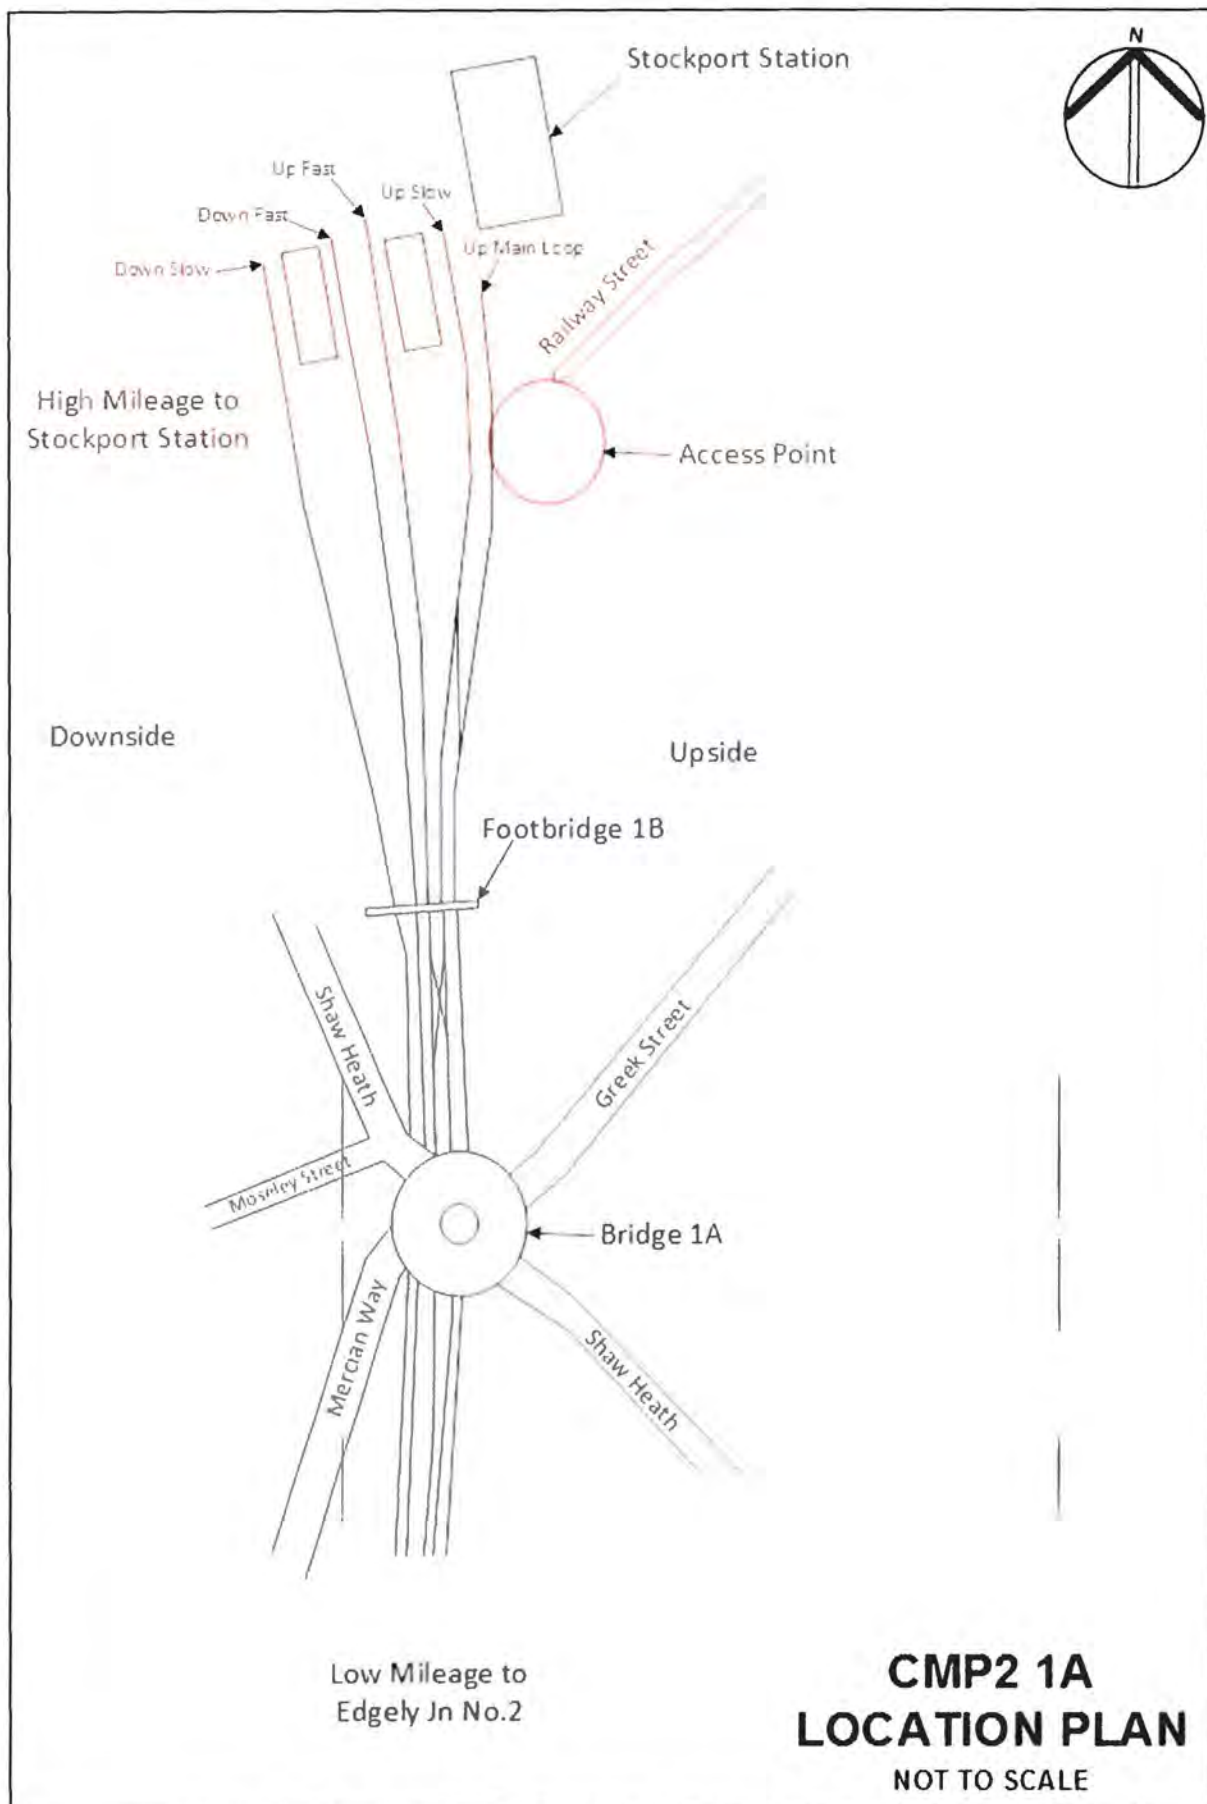 N
Stockport Station
Up Fast
Up Slow
Down Fast
Up Main Loop
Down Slow
Railway Street
High Mileage to
Stockport Station
Access Point
Downside
Upside
Footbridge 1B
Shaw Heath
Greek Street
Moseley Street
Bridge 1A
Mercian Way
Shaw Heath
Low Mileage to
Edgely Jn No.2
CMP2 1A
LOCATION PLAN
NOT TO SCALE